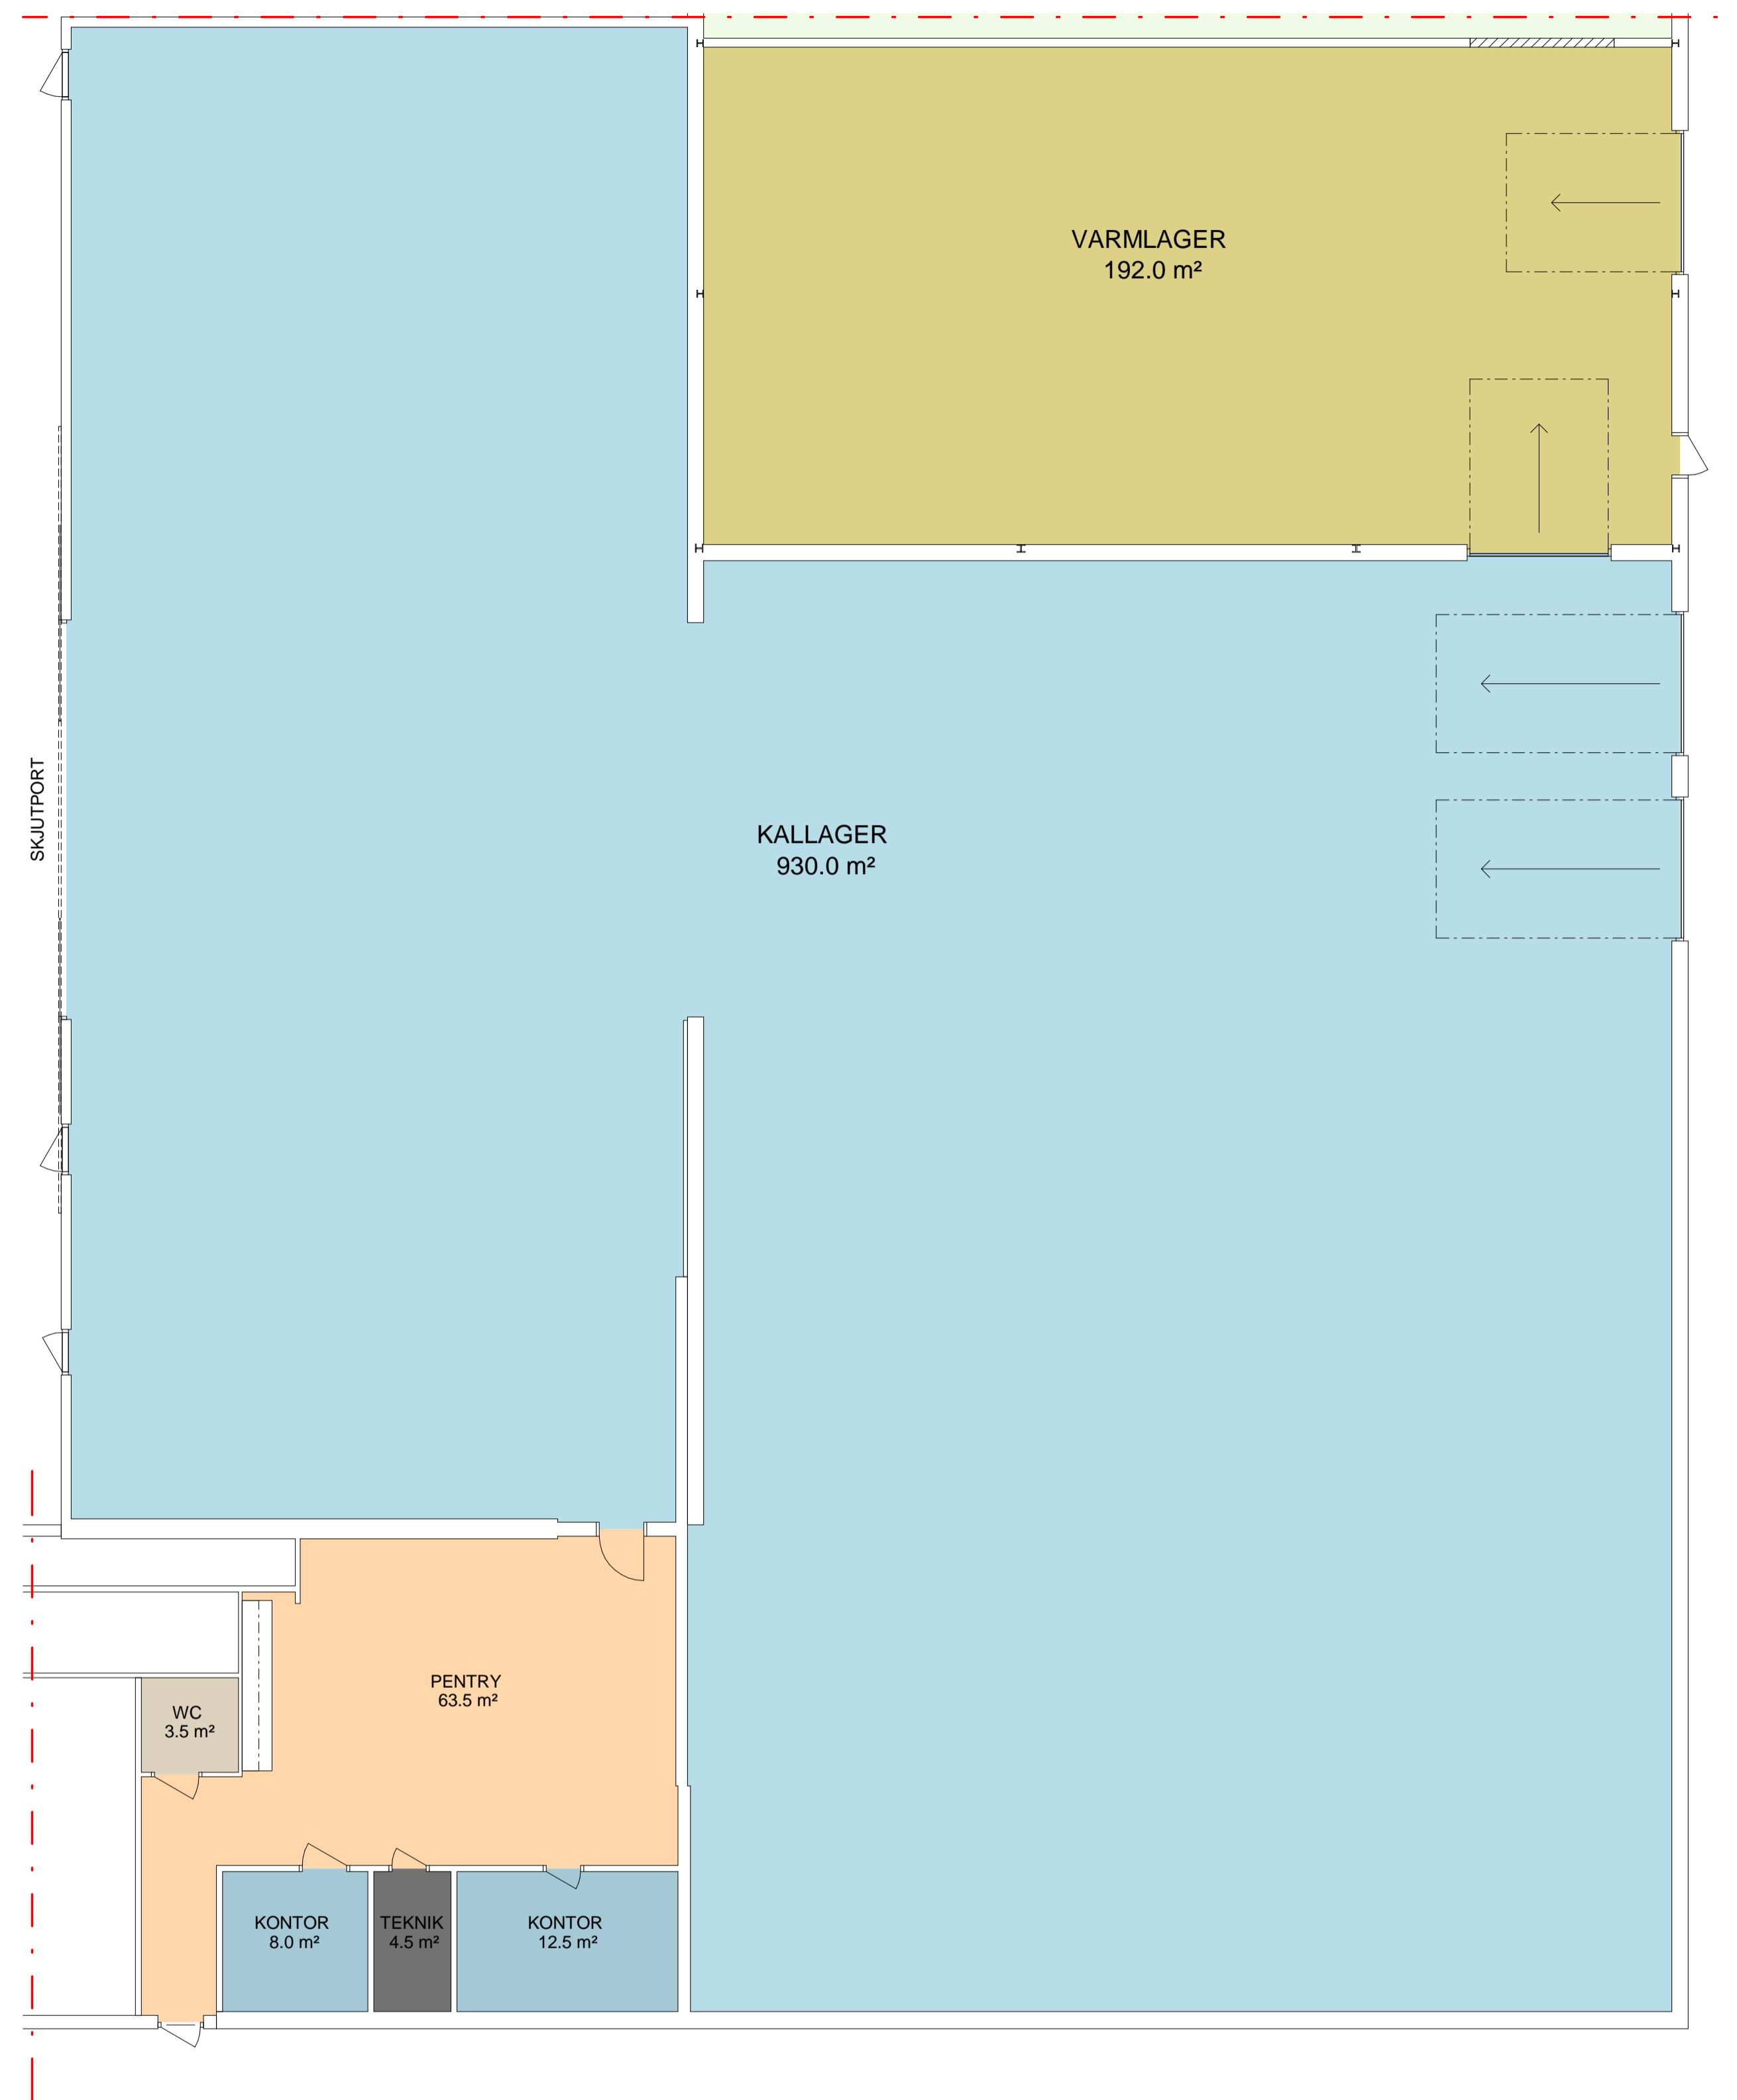 VARMLAGER
192.0 m²
SKJUTPORT
KALLAGER
930.0 m²
PENTRY
63.5 m²
WC
3.5 m²
KONTOR
8.0 m²
TEKNIK
4.5 m²
KONTOR
12.5 m²